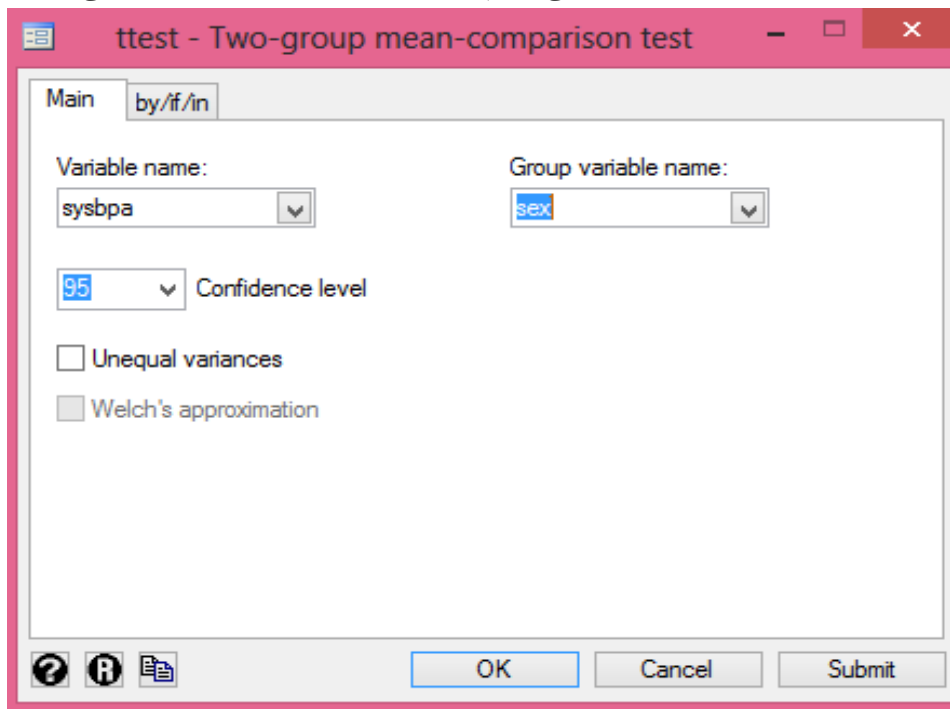 ttest - Two-group mean-comparison test
Main by/if/in
Variable name: Group variable name:
sysbpa sex
95 Confidence level
Unequal variances
Welch's approximation
OK Cancel Submit